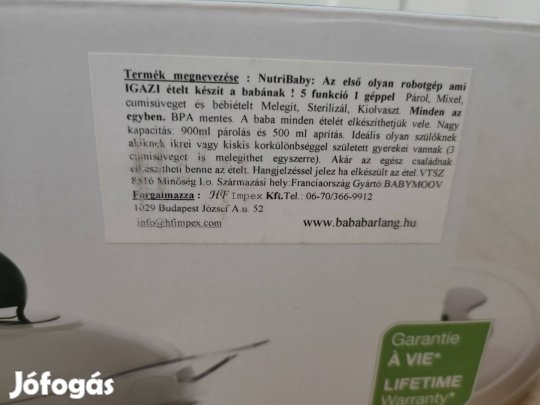 Termék megnevezése : NutriBaby: Az első olyan robotgép ami
IGAZI ételt készít a babának ! 5 funkció 1 géppel Párol, Mixel,
cumisüveget és bébiételt Melegít, Sterilizál, Kiolvaszt. Minden az
egyben. BPA mentes. A baba minden ételét elkészíthetjük vele. Nagy
kapacitás: 900ml párolás és 500 ml aprítás. Ideális olyan szülőknek
akiknek ikrei vagy kiskis korkülönbséggel született gyerekei vannak (3
cumisüveget is melegíthet egyszerre). Akár az egész családnak
elkészítheti benne az ételt. Hangjelzéssel jelez ha elkészült az étel. VTSZ
8516 Minőség I.o. Származási hely:Franciaország Gyártó:BABYMOOV
Forgalmazza : HF Impex Kft.Tel.: 06-70/366-9912
1029 Budapest József A.u. 52
info@hfimpex.com www.bababarlang.hu
Garantie
À VIE*
LIFETIME
Warranty*
Jófogás